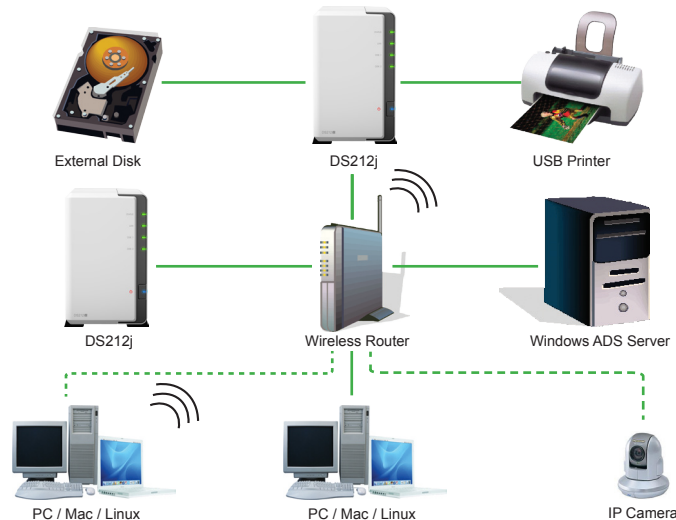 External Disk
DS212j
USB Printer
DS212j
Wireless Router
Windows ADS Server
PC / Mac / Linux
PC / Mac / Linux
IP Camera